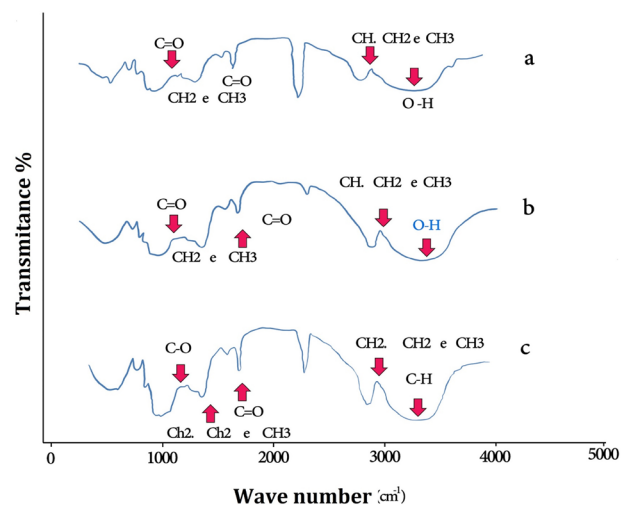 C=O
CH. CH2 e CH3
a
C=O
CH2 e CH3
O-H
CH. CH2 e CH3
b
C=O
C=O
O-H
CH2 e CH3
CH2. CH2 e CH3
c
C-O
C-H
C=O
Ch2. Ch2 e CH3
Transmitance %
0 1000 2000 3000 4000 5000
Wave number (cm⁻¹)